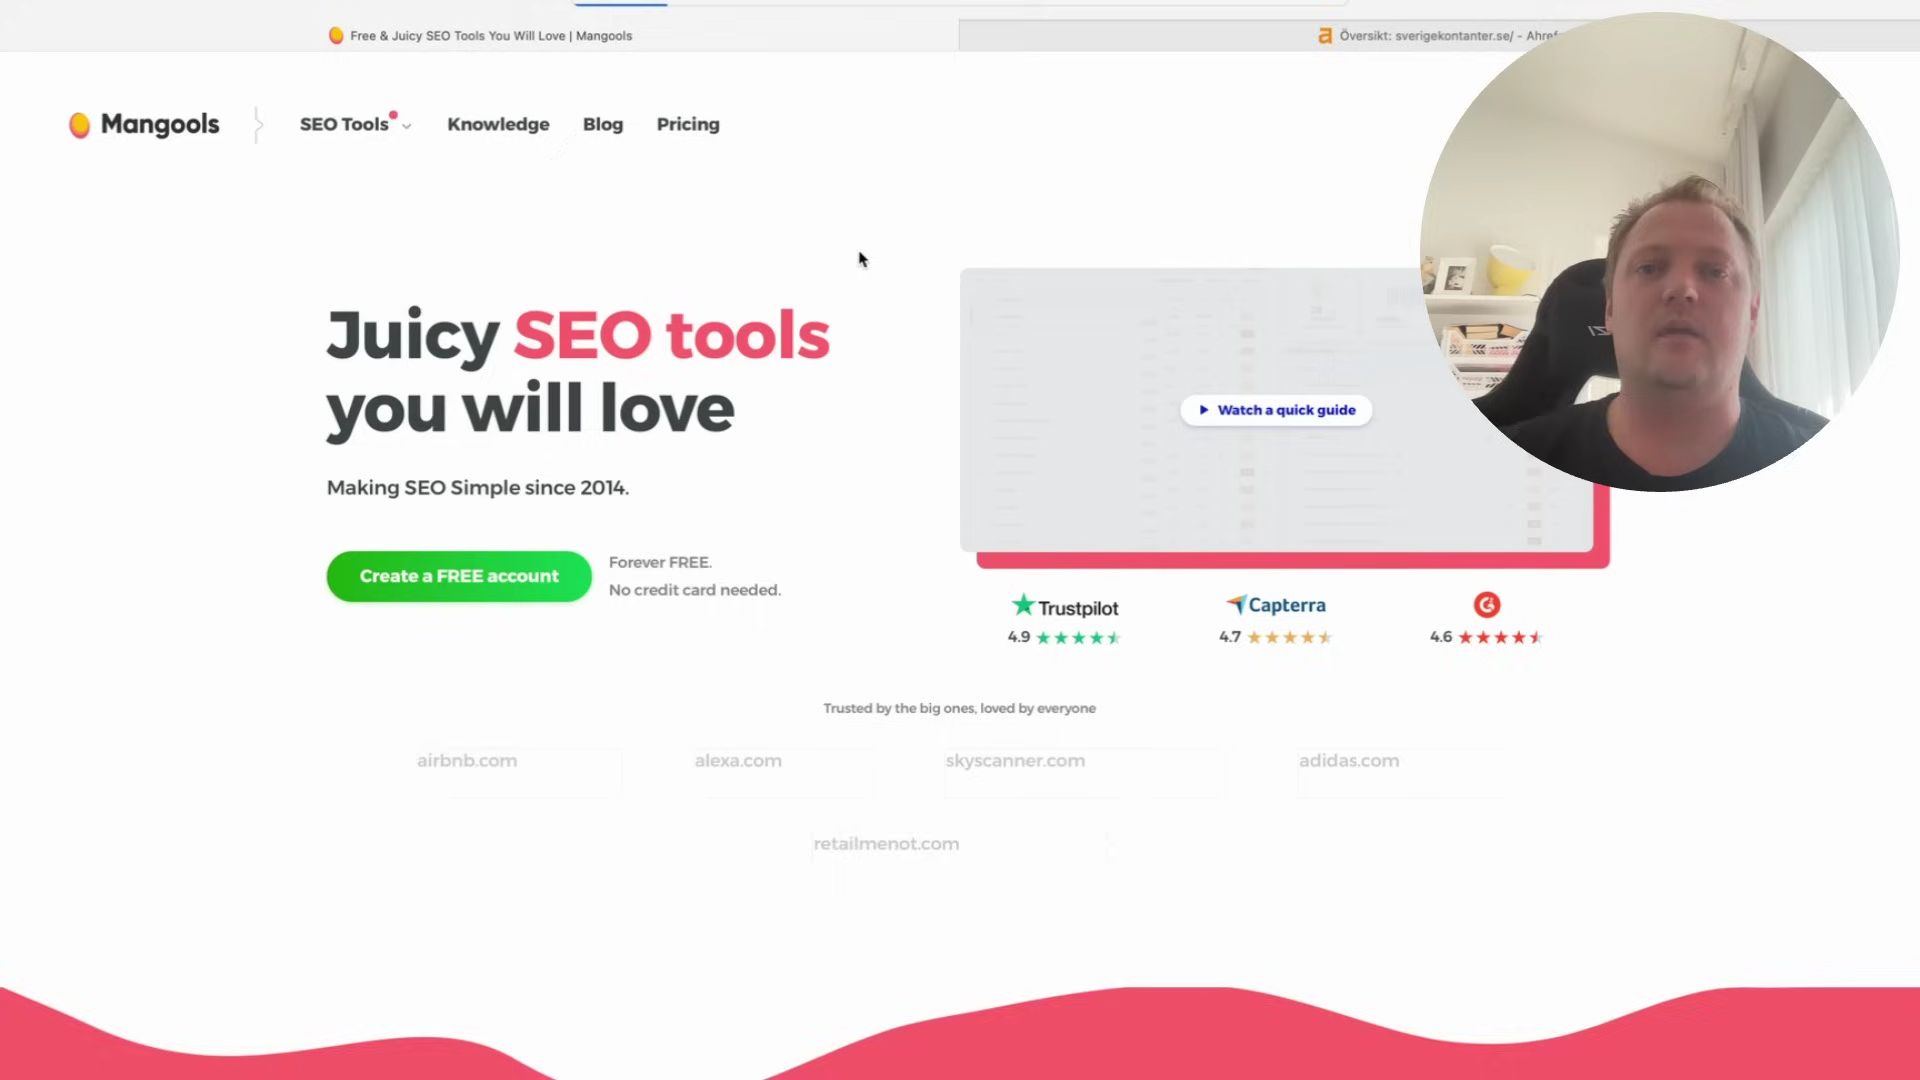 Free & Juicy SEO Tools You Will Love | Mangools
Översikt: sverigekontanter.se/ - Ahref
Mangools
SEO Tools
Knowledge
Blog
Pricing
Juicy SEO tools
you will love
Making SEO Simple since 2014.
Create a FREE account
Forever FREE.
No credit card needed.
Watch a quick guide
Trustpilot
4.9
Capterra
4.7
4.6
Trusted by the big ones, loved by everyone
airbnb.com
alexa.com
skyscanner.com
adidas.com
retailmenot.com